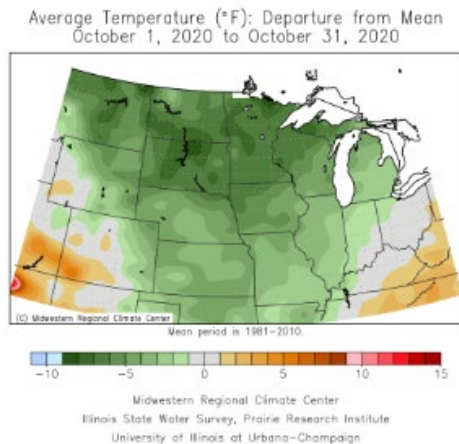 Average Temperature (°F): Departure from Mean
October 1, 2020 to October 31, 2020
(C) Midwestern Regional Climate Center
Mean period is 1981-2010.
-10 -5 0 5 10 15
Midwestern Regional Climate Center
Illinois State Water Survey, Prairie Research Institute
University of Illinois at Urbana-Champaign